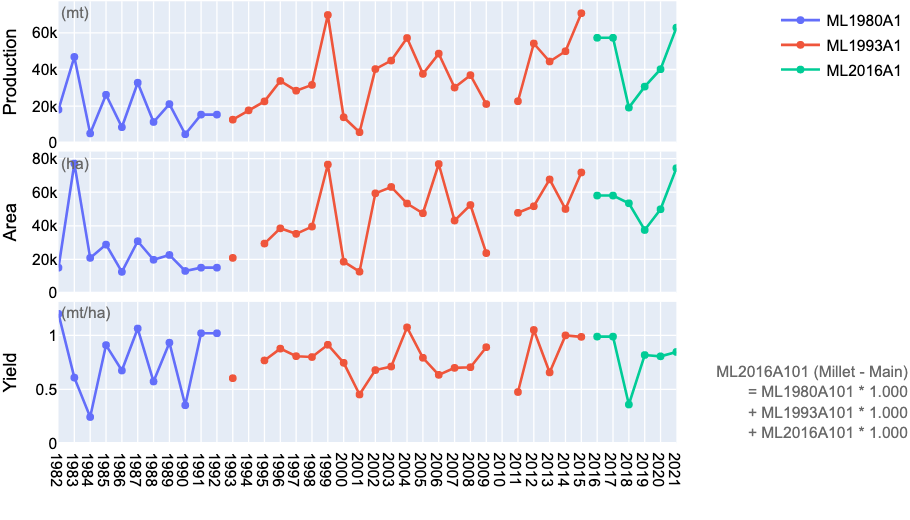 (mt)
Production
60k
40k
20k
0
ML1980A1
ML1993A1
ML2016A1
(ha)
Area
80k
60k
40k
20k
0
(mt/ha)
Yield
1
0.5
0
1982
1983
1984
1985
1986
1987
1988
1989
1990
1991
1992
1993
1994
1995
1996
1997
1998
1999
2000
2001
2002
2003
2004
2005
2006
2007
2008
2009
2010
2011
2012
2013
2014
2015
2016
2017
2018
2019
2020
2021
ML2016A101 (Millet - Main)
= ML1980A101 * 1.000
+ ML1993A101 * 1.000
+ ML2016A101 * 1.000